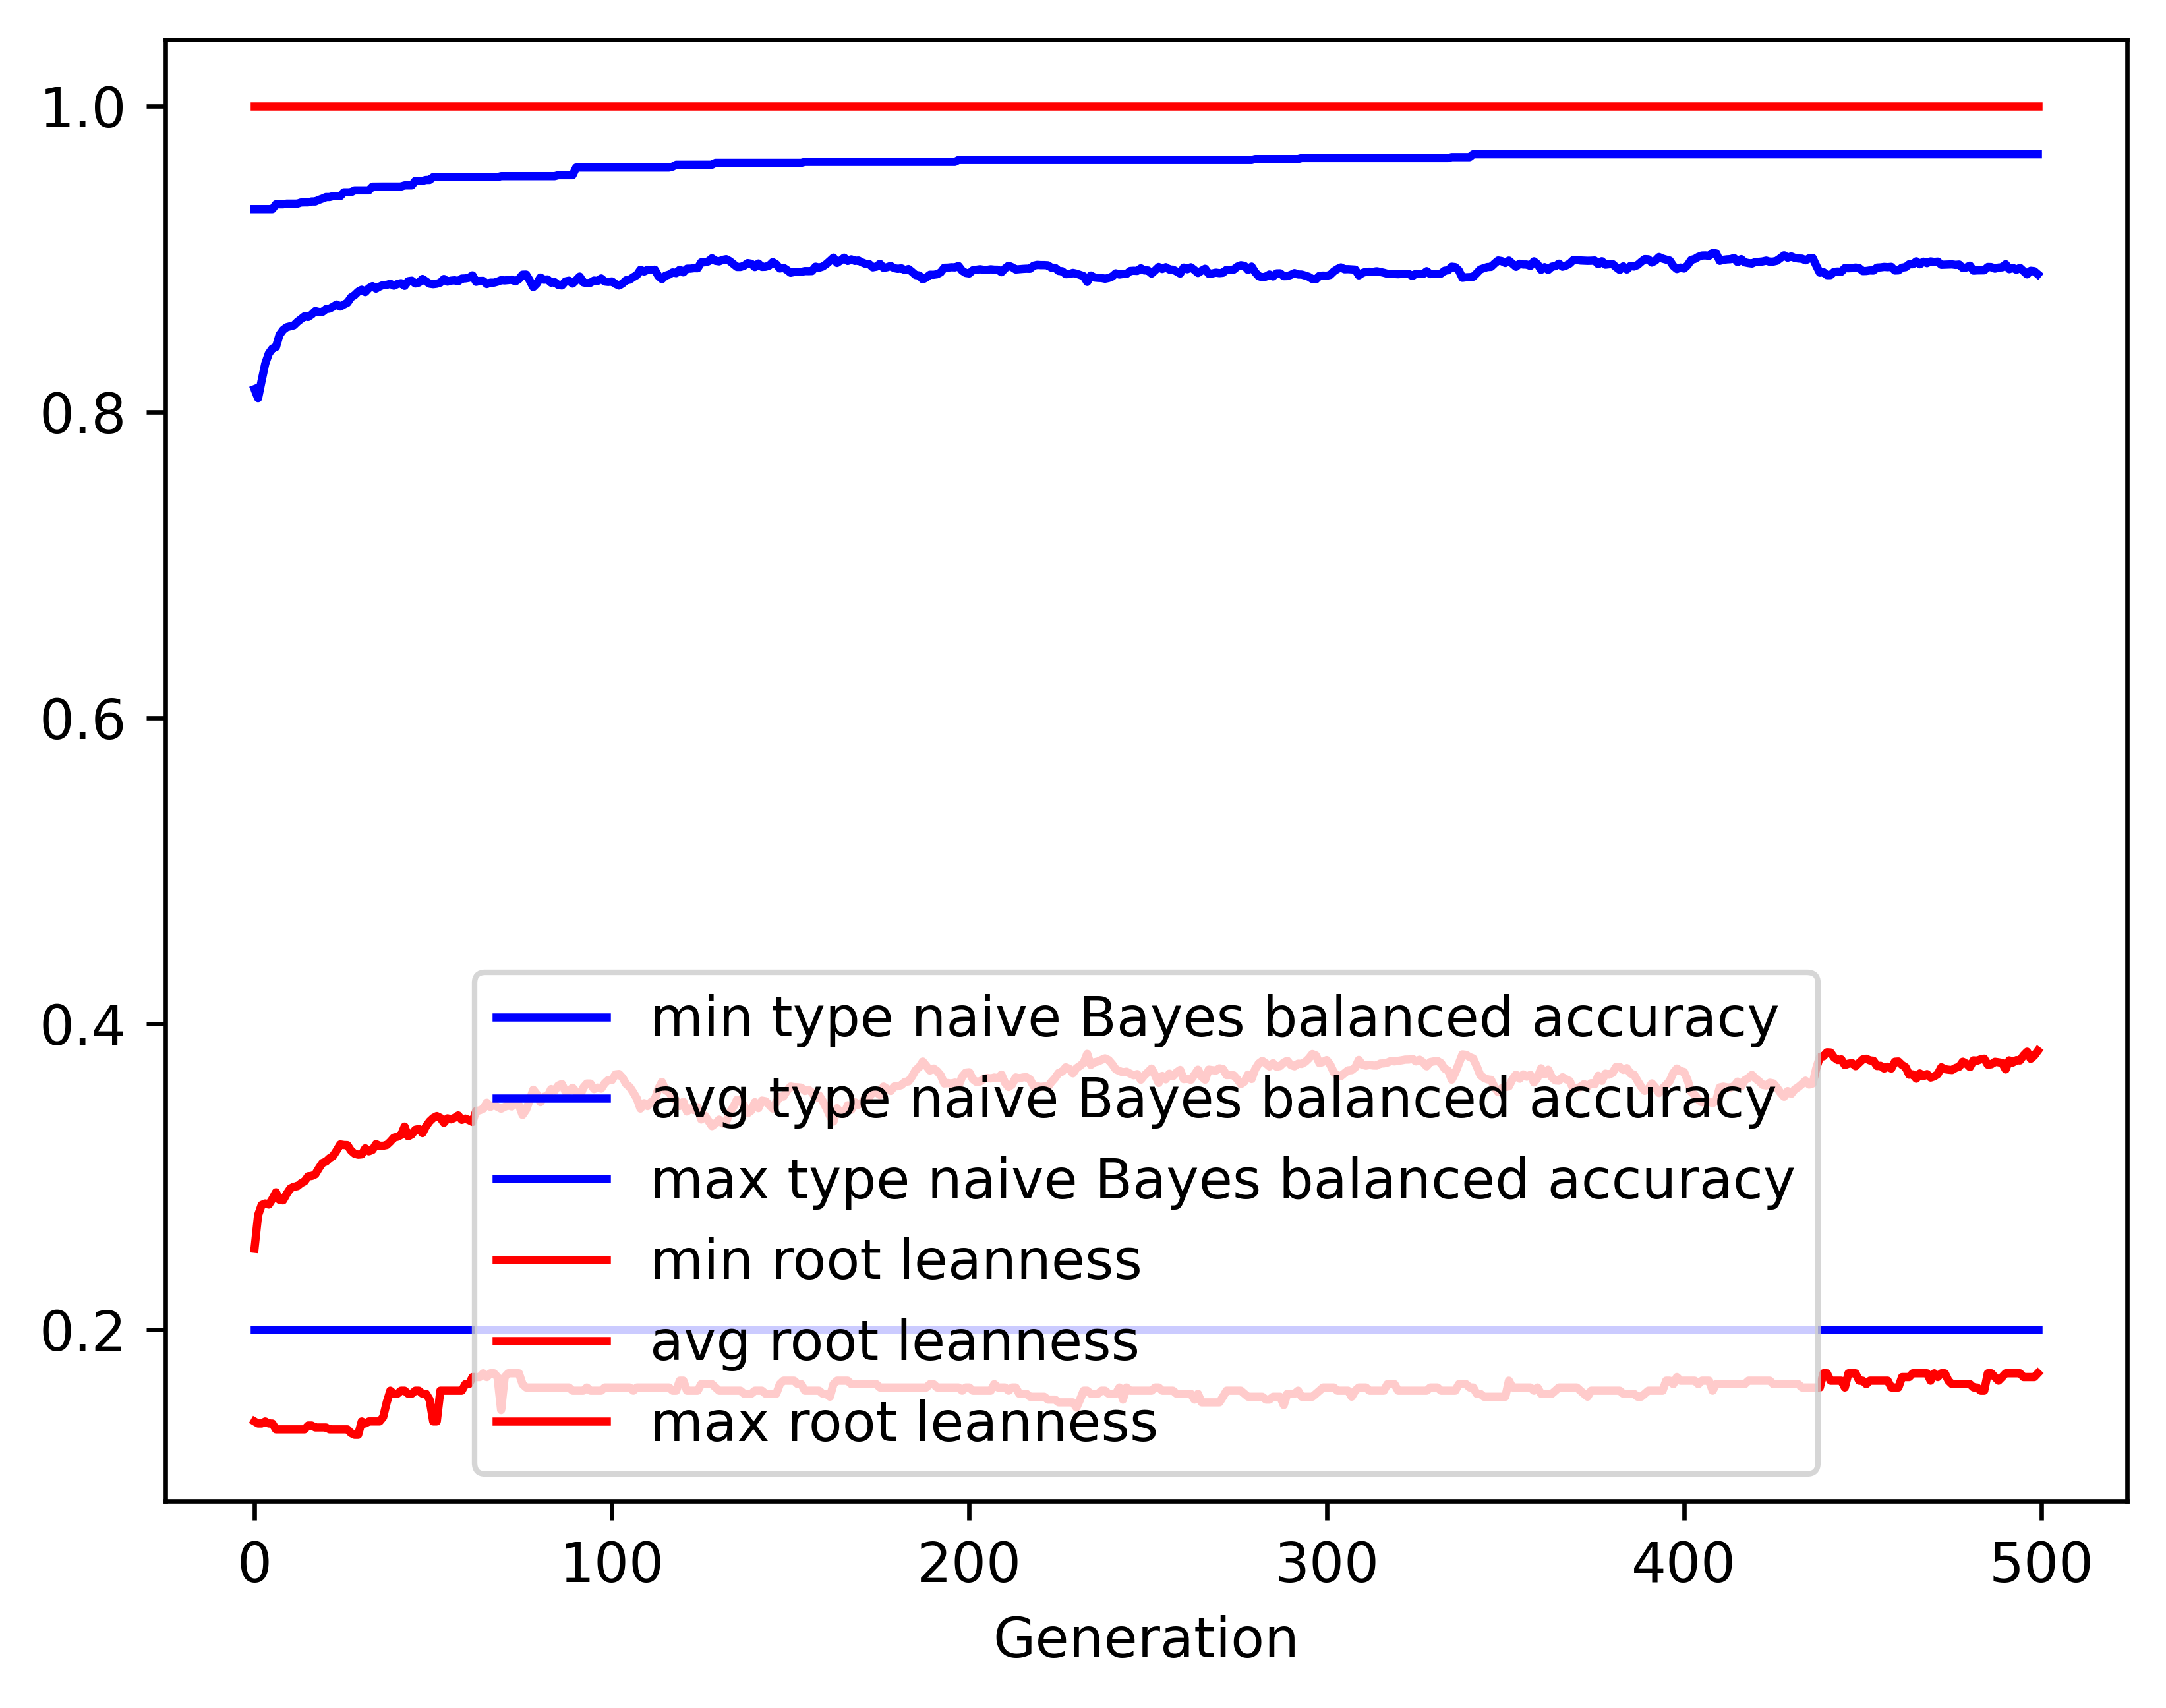 1.0
0.8
0.6
0.4
0.2
min type naive Bayes balanced accuracy
avg type naive Bayes balanced accuracy
max type naive Bayes balanced accuracy
min root leanness
avg root leanness
max root leanness
0 100 200 300 400 500
Generation